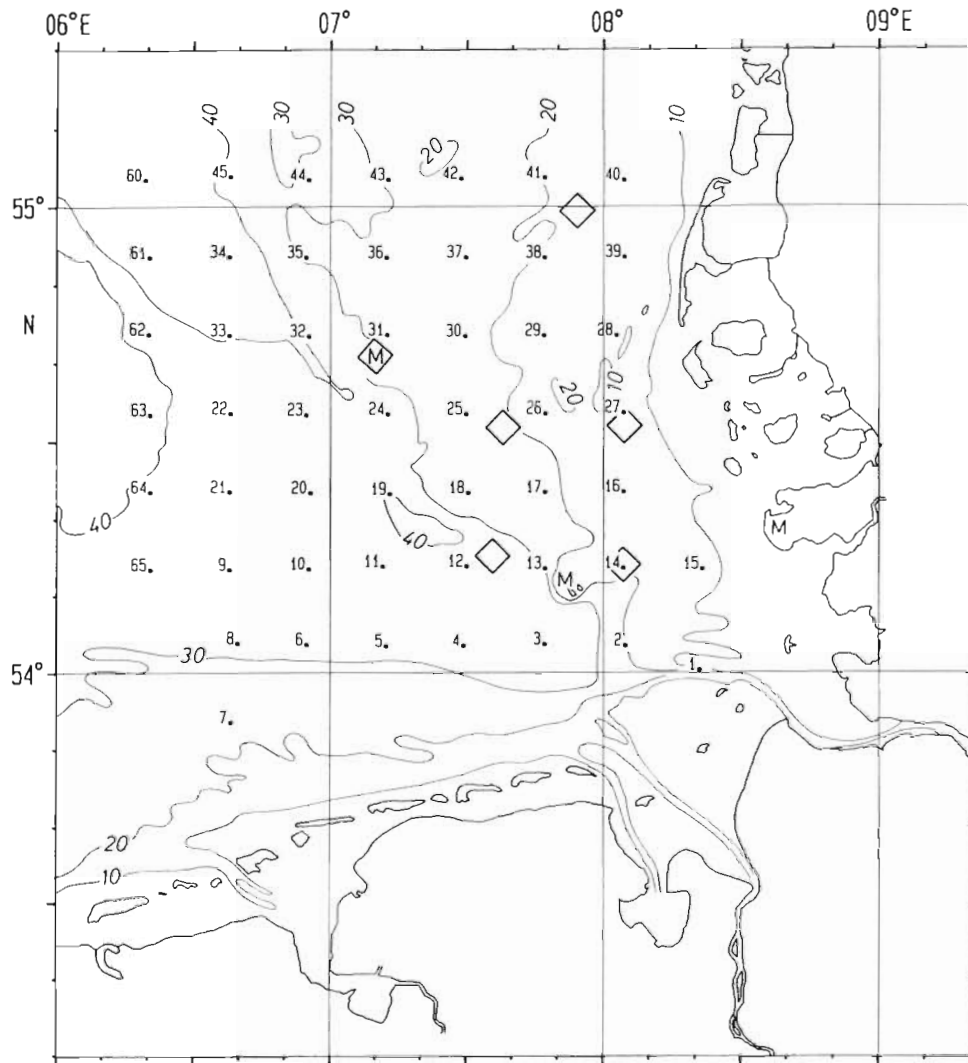 06°E 07° 08° 09°E
40 30 30 20 10
20
60. 45. 44. 43. 42. 41. 40.
55°
61. 34. 35. 36. 37. 38. 39.
N
62. 33. 32. 31. 30. 29. 28.
M
10
20
63. 22. 23. 24. 25. 26. 27.
64. 21. 20. 19. 18. 17. 16.
40
M
40
65. 9. 10. 11. 12. 13. 14. 15.
M
8. 6. 5. 4. 3. 2.
30
1.
54°
7.
20
10